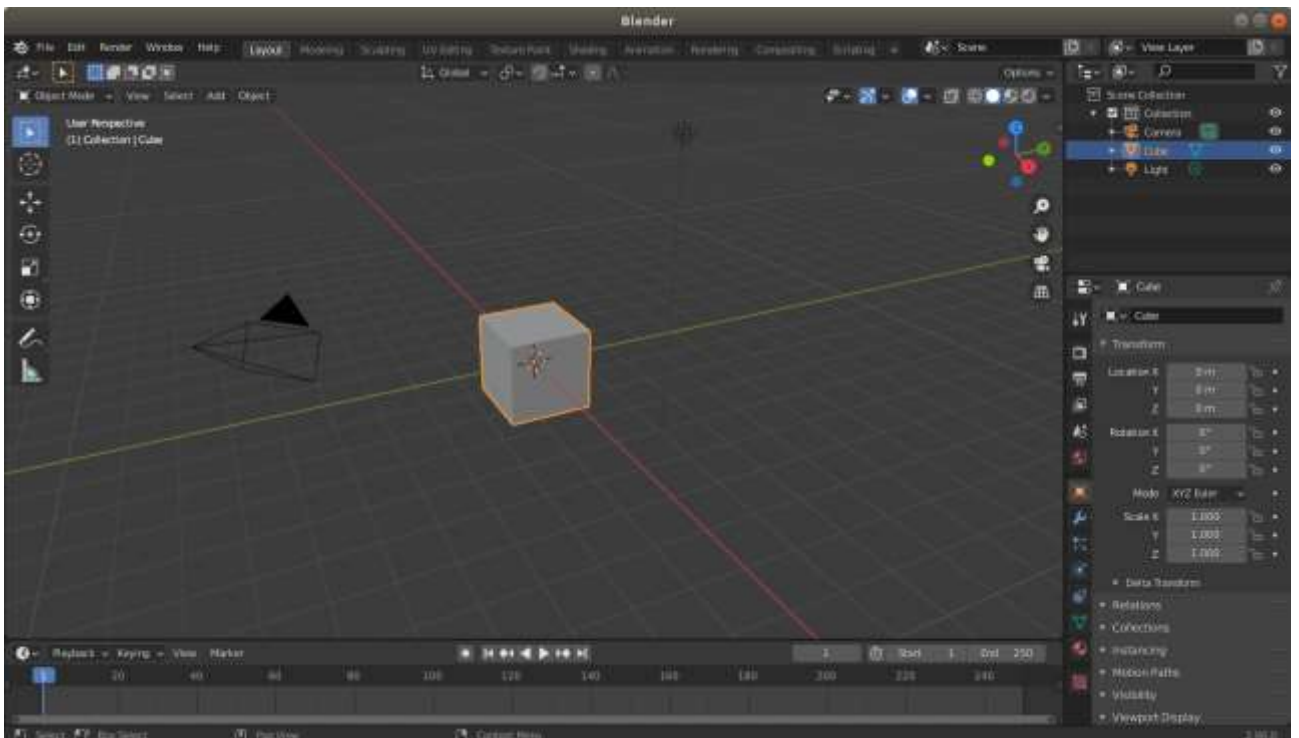 Blender
File Edit Render Window Help Layout Modeling Sculpting UV Editing Texture Paint Shading Animation Rendering Compositing Scripting + Scene View Layer
Global Options
Object Mode View Select Add Object
User Perspective
(1) Collection | Cube
Scene Collection
Collection
Camera
Cube
Light
Cube
Cube
Transform
Location X 0 m
Y 0 m
Z 0 m
Rotation X 0°
Y 0°
Z 0°
Mode XYZ Euler
Scale X 1.000
Y 1.000
Z 1.000
Delta Transform
Relations
Collections
Instancing
Motion Paths
Visibility
Viewport Display
Playback Keying View Marker 1 Start 1 End 250
1 20 40 60 80 100 120 140 160 180 200 220 240
Select Box Select Pan View Context Menu